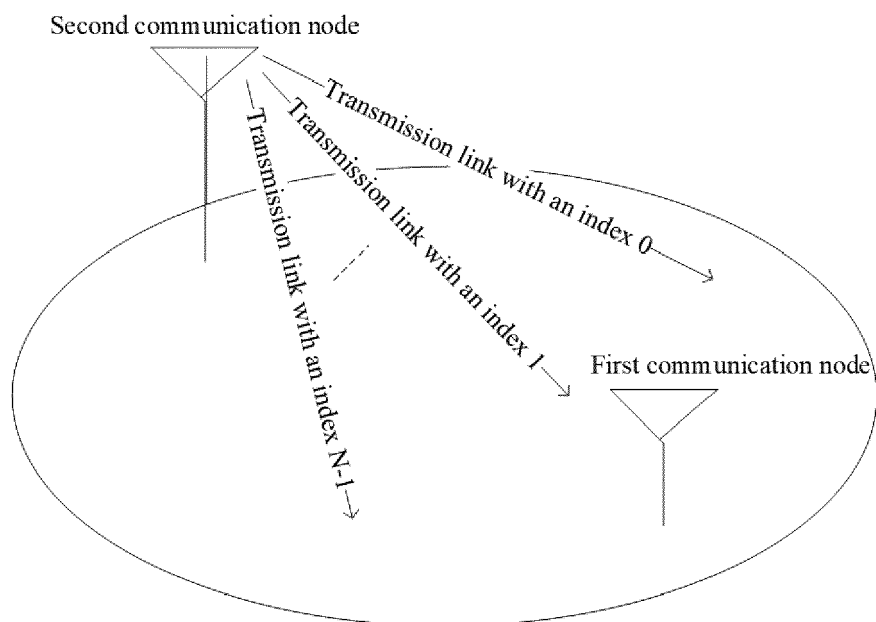 Second communication node
Transmission link with an index 0
Transmission link with an index 1
Transmission link with an index N-1
First communication node